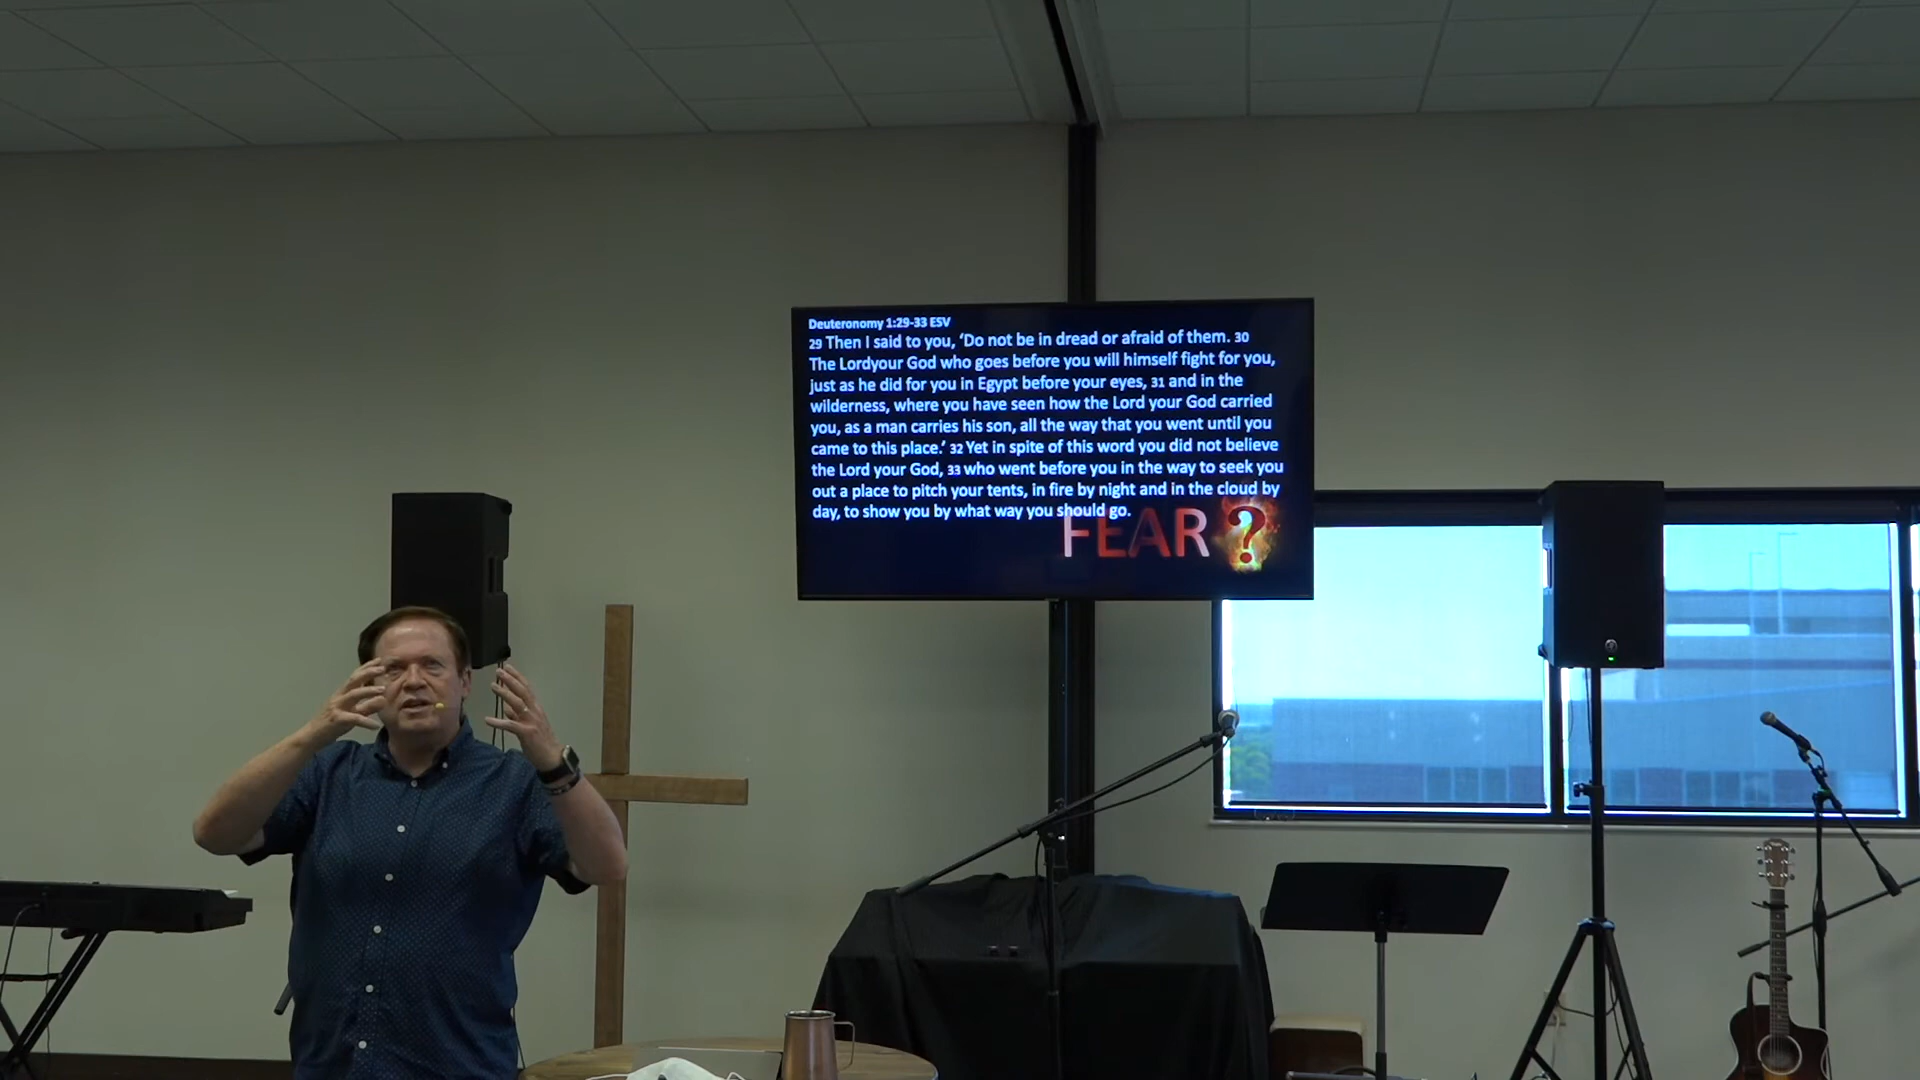 Deuteronomy 1:29-33 ESV
29 Then I said to you, ‘Do not be in dread or afraid of them. 30
The Lordyour God who goes before you will himself fight for you,
just as he did for you in Egypt before your eyes, 31 and in the
wilderness, where you have seen how the Lord your God carried
you, as a man carries his son, all the way that you went until you
came to this place.’ 32 Yet in spite of this word you did not believe
the Lord your God, 33 who went before you in the way to seek you
out a place to pitch your tents, in fire by night and in the cloud by
day, to show you by what way you should go.
FEAR ?